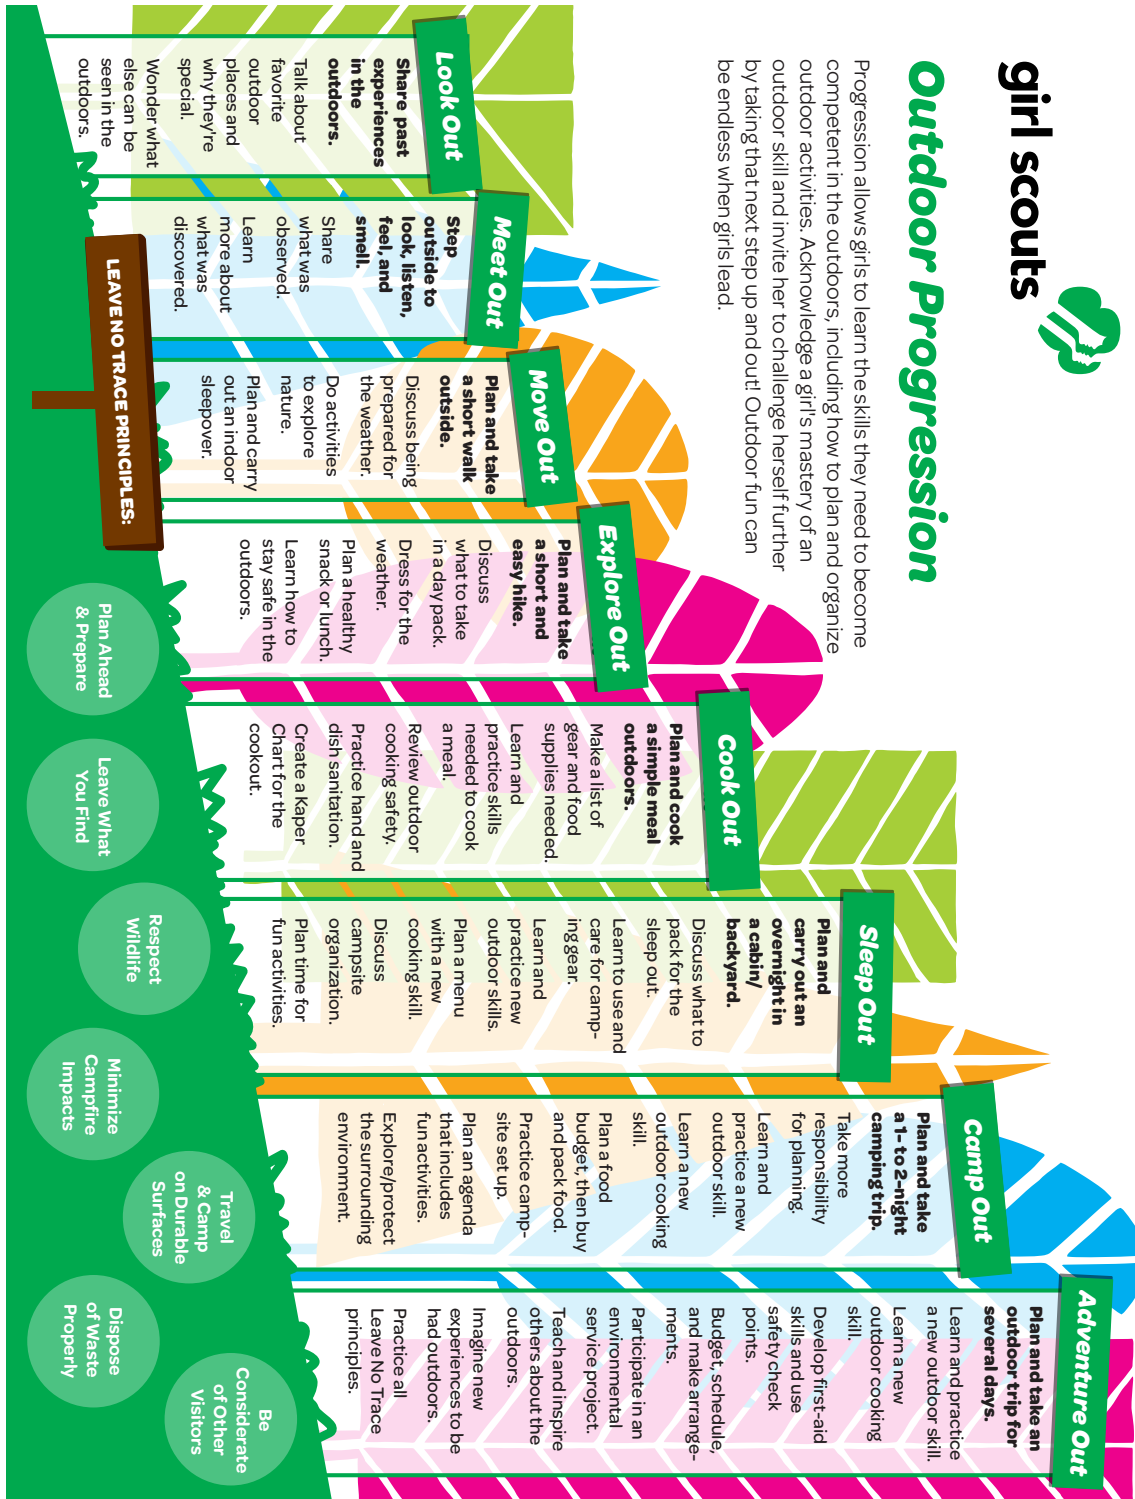 girl scouts
Outdoor Progression
Progression allows girls to learn the skills they need to become
competent in the outdoors, including how to plan and organize
outdoor activities. Acknowledge a girl's mastery of an
outdoor skill and invite her to challenge herself further
by taking that next step up and out! Outdoor fun can
be endless when girls lead.
Look Out
Share past
experiences
in the
outdoors.
Talk about
favorite
outdoor
places and
why they're
special.
Wonder what
else can be
seen in the
outdoors.
Meet Out
Step
outside to
look, listen,
feel, and
smell.
Share
what was
observed.
Learn
more about
what was
discovered.
Move Out
Plan and take
a short walk
outside.
Discuss being
prepared for
the weather.
Do activities
to explore
nature.
Plan and carry
out an indoor
sleepover.
Explore Out
Plan and take
a short and
easy hike.
Discuss
what to take
in a day pack.
Dress for the
weather.
Plan a healthy
snack or lunch.
Learn how to
stay safe in the
outdoors.
Cook Out
Plan and cook
a simple meal
outdoors.
Make a list of
gear and food
supplies needed.
Learn and
practice skills
needed to cook
a meal.
Review outdoor
cooking safety.
Practice hand and
dish sanitation.
Create a Kaper
Chart for the
cookout.
Sleep Out
Plan and
carry out an
overnight in
a cabin/
backyard.
Discuss what to
pack for the
sleep out.
Learn to use and
care for camp-
ing gear.
Learn and
practice new
outdoor skills.
Plan a menu
with a new
cooking skill.
Discuss
campsite
organization.
Plan time for
fun activities.
Camp Out
Plan and take
a 1- to 2-night
camping trip.
Take more
responsibility
for planning.
Learn and
practice a new
outdoor skill.
Learn a new
outdoor cooking
skill.
Plan a food
budget, then buy
and pack food.
Practice camp-
site set up.
Plan an agenda
that includes
fun activities.
Explore/protect
the surrounding
environment.
Adventure Out
Plan and take an
outdoor trip for
several days.
Learn and practice
a new outdoor skill.
Learn a new
outdoor cooking
skill.
Develop first-aid
skills and use
safety check
points.
Budget, schedule,
and make arrange-
ments.
Participate in an
environmental
service project.
Teach and inspire
others about the
outdoors.
Imagine new
experiences to be
had outdoors.
Practice all
Leave No Trace
principles.
LEAVE NO TRACE PRINCIPLES:
Plan Ahead
& Prepare
Leave What
You Find
Respect
Wildlife
Minimize
Campfire
Impacts
Travel
& Camp
on Durable
Surfaces
Dispose
of Waste
Properly
Be
Considerate
of Other
Visitors